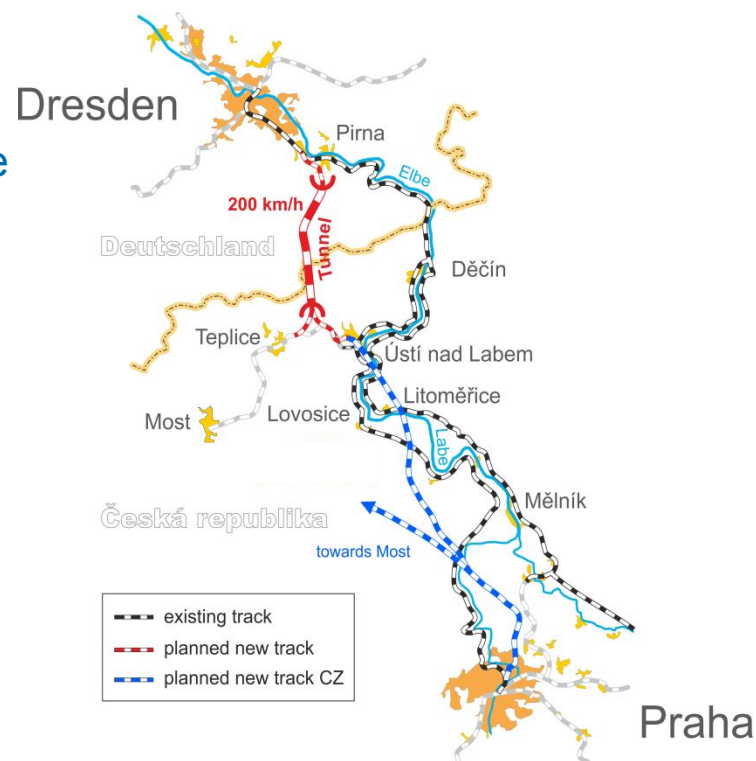 Dresden
e
Pirna
Elbe
200 km/h
Deutschland
Tunnel
Děčín
Teplice
Ústí nad Labem
Litoměřice
Lovosice
Most
Labe
Mělník
Česká republika
towards Most
existing track
planned new track
planned new track CZ
Praha